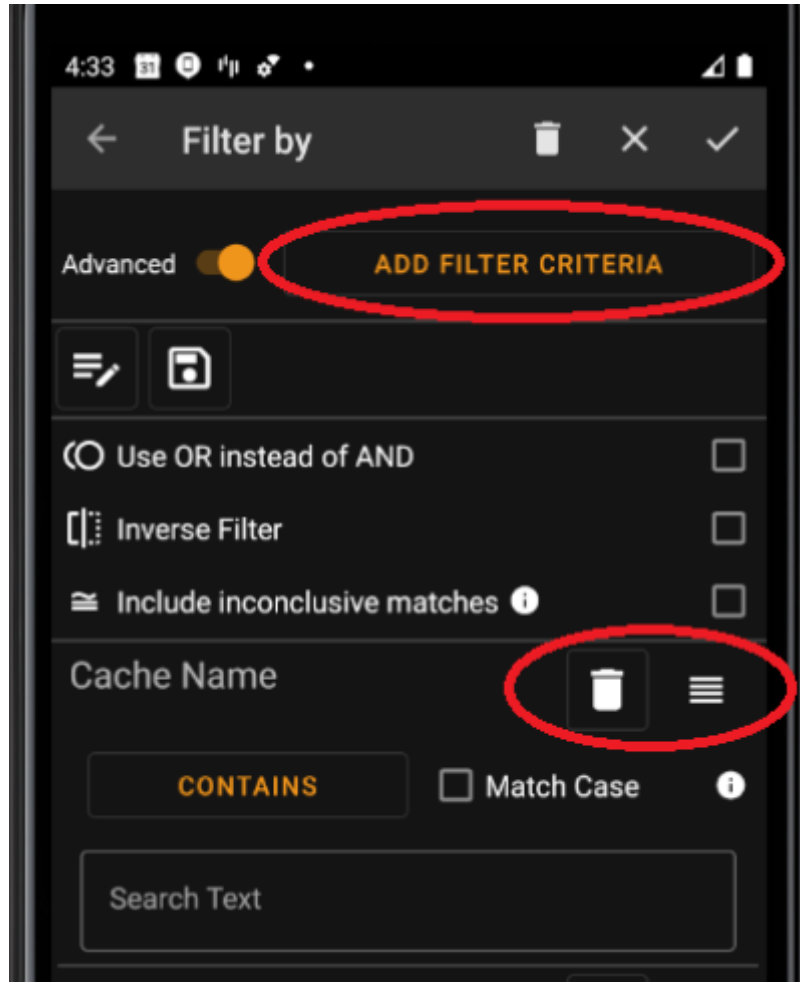 4:33 31
Filter by
Advanced ADD FILTER CRITERIA
Use OR instead of AND
Inverse Filter
Include inconclusive matches
Cache Name
CONTAINS Match Case
Search Text